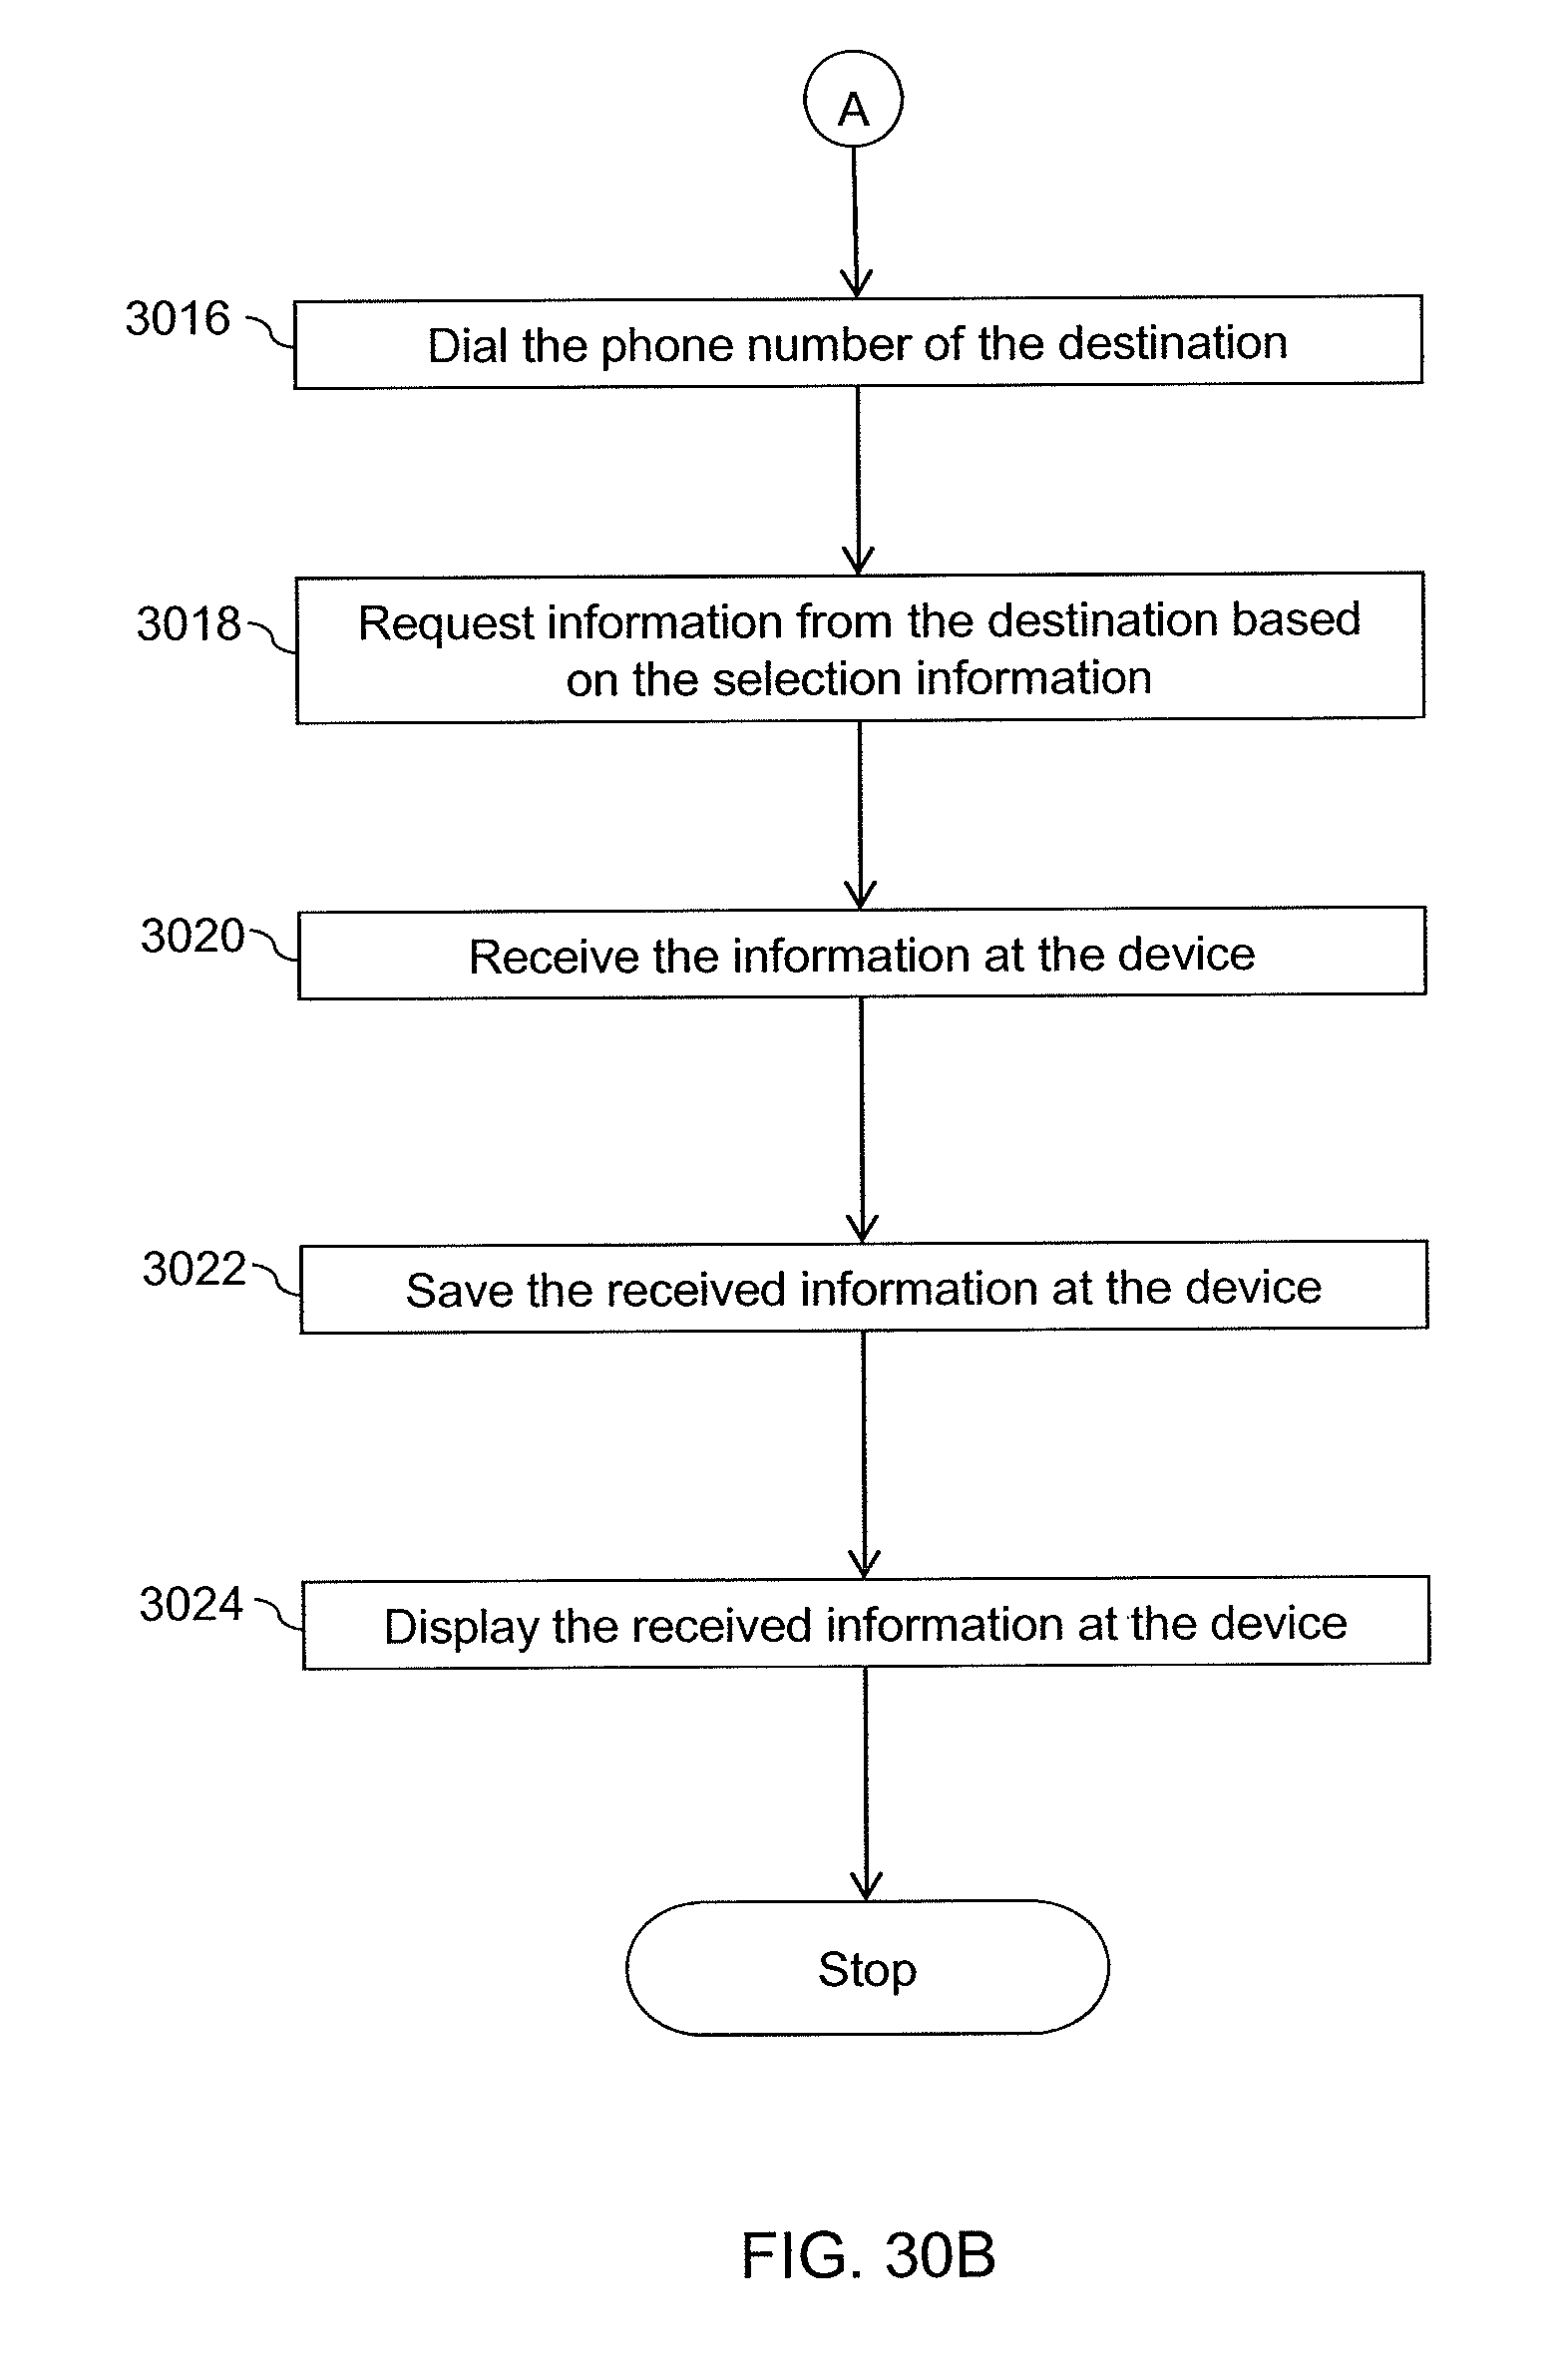 A
3016
Dial the phone number of the destination
3018
Request information from the destination based
on the selection information
3020
Receive the information at the device
3022
Save the received information at the device
3024
Display the received information at the device
Stop
FIG. 30B